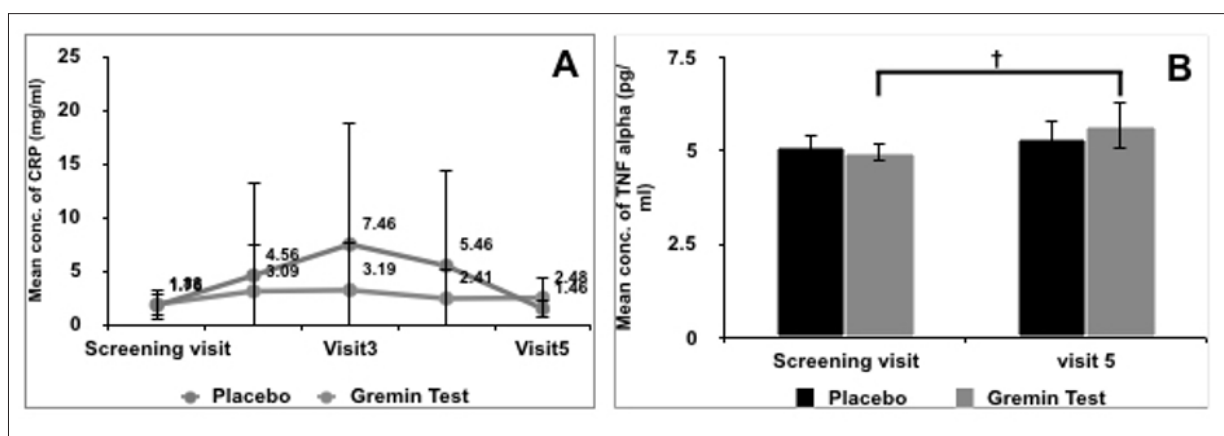 A
Mean conc. of CRP (mg/ml)
25
20
15
10
5
0
4.56
3.09
7.46
3.19
5.46
2.41
2.48
1.46
Screening visit
Visit3
Visit5
Placebo
Gremin Test
B
Mean conc. of TNF alpha (pg/
ml)
7.5
5
2.5
0
†
Screening visit
visit 5
Placebo
Gremin Test